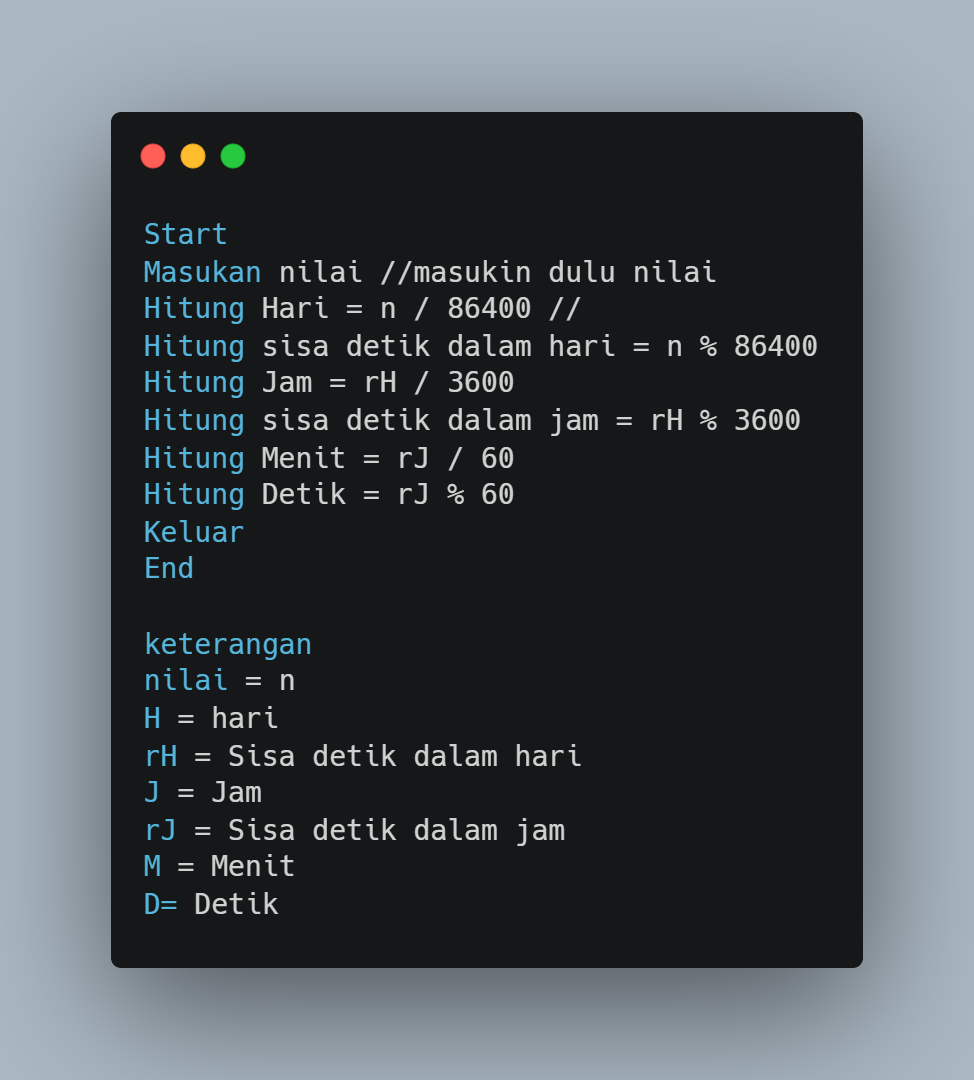 Start
Masukan nilai //masukin dulu nilai
Hitung Hari = n / 86400 //
Hitung sisa detik dalam hari = n % 86400
Hitung Jam = rH / 3600
Hitung sisa detik dalam jam = rH % 3600
Hitung Menit = rJ / 60
Hitung Detik = rJ % 60
Keluar
End
keterangan
nilai = n
H = hari
rH = Sisa detik dalam hari
J = Jam
rJ = Sisa detik dalam jam
M = Menit
D= Detik